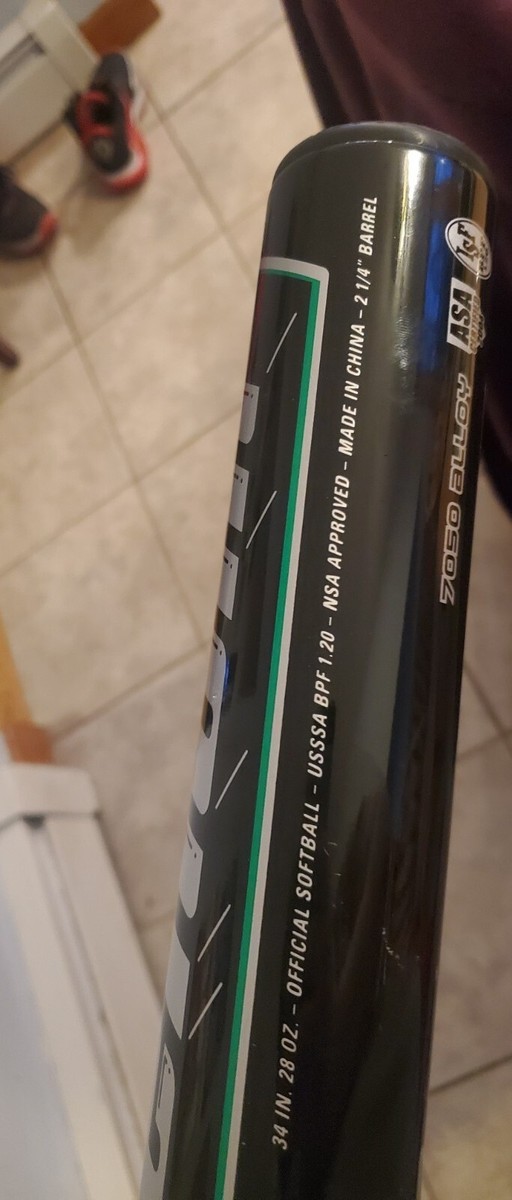 34 IN. 28 OZ. – OFFICIAL SOFTBALL – USSSA BPF 1.20 – NSA APPROVED – MADE IN CHINA – 2 1/4" BARREL
7050 ALLOY
ASA
ISF